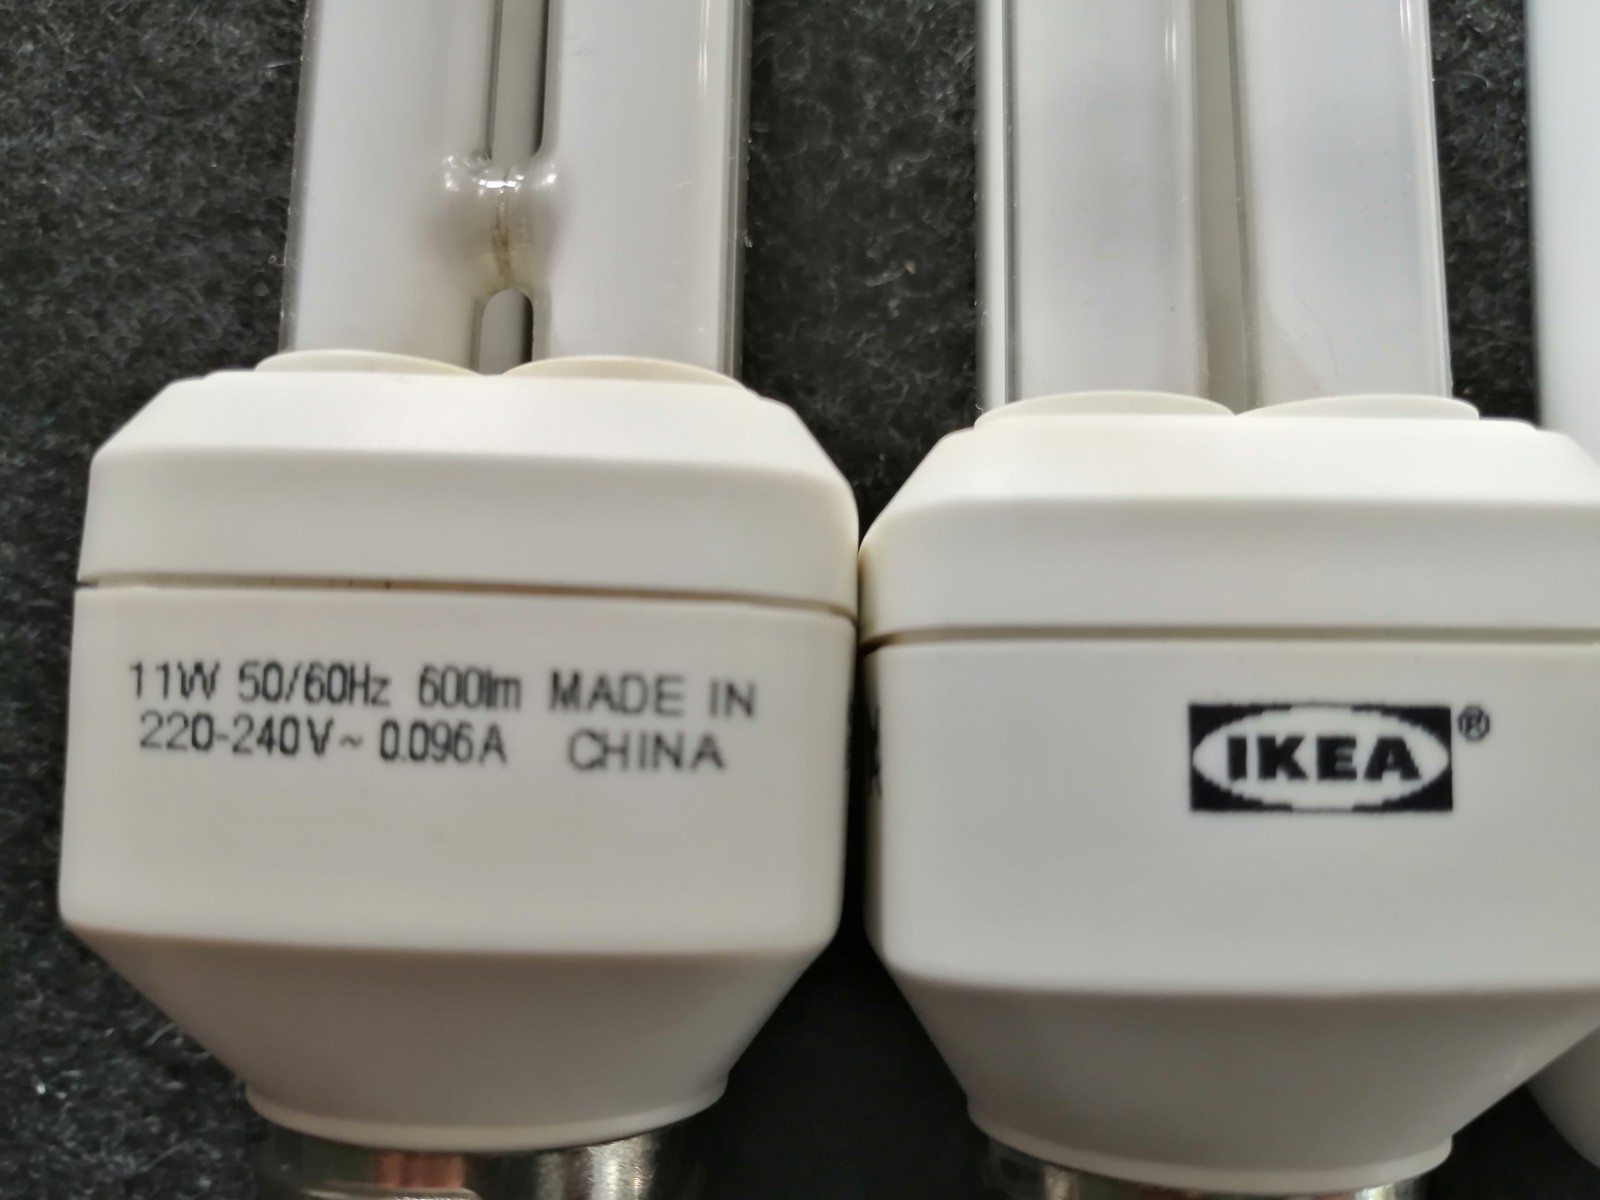 11W 50/60Hz 600lm MADE IN
220-240V~ 0.096A CHINA
IKEA®